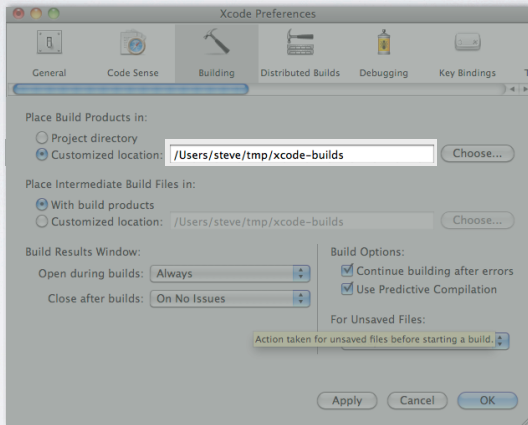 Xcode Preferences
General Code Sense Building Distributed Builds Debugging Key Bindings T
Place Build Products in:
Project directory
Customized location: /Users/steve/tmp/xcode-builds Choose...
Place Intermediate Build Files in:
With build products
Customized location: /Users/steve/tmp/xcode-builds Choose...
Build Results Window:
Open during builds: Always
Close after builds: On No Issues
Build Options:
Continue building after errors
Use Predictive Compilation
For Unsaved Files:
Action taken for unsaved files before starting a build.
Apply Cancel OK